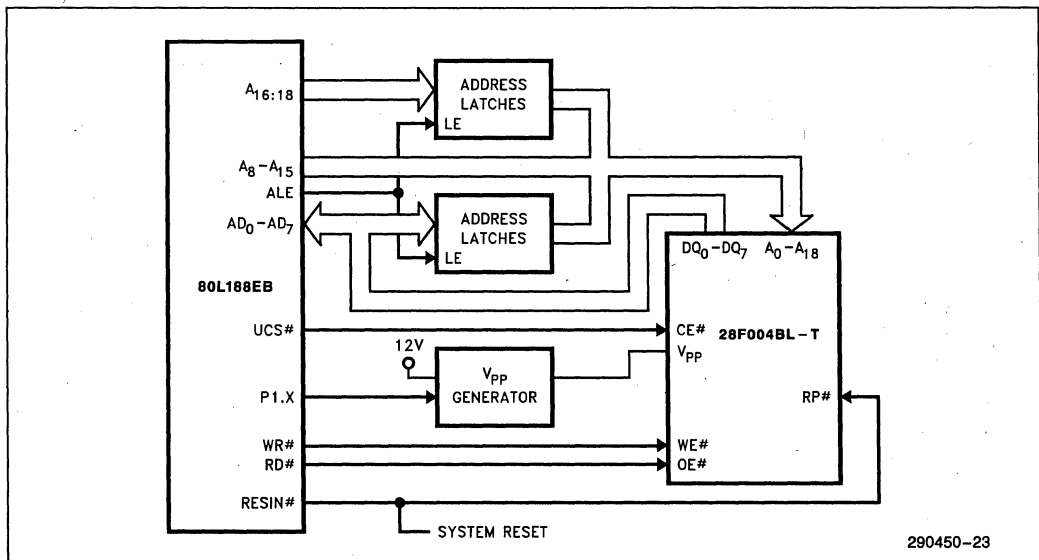 A16:18
ADDRESS
LATCHES
LE
A8-A15
ALE
AD0-AD7
ADDRESS
LATCHES
LE
DQ0-DQ7 A0-A18
80L188EB
UCS#
CE# 28F004BL-T
12V
VPP
VPP
GENERATOR
P1.X
RP#
WR#
WE#
RD#
OE#
RESIN#
SYSTEM RESET
290450-23